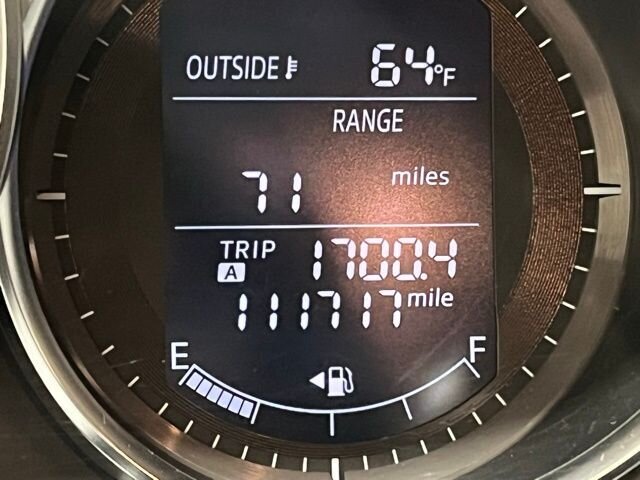 OUTSIDE 64°F
RANGE
71 miles
TRIP A 1700.4
111717 mile
E F